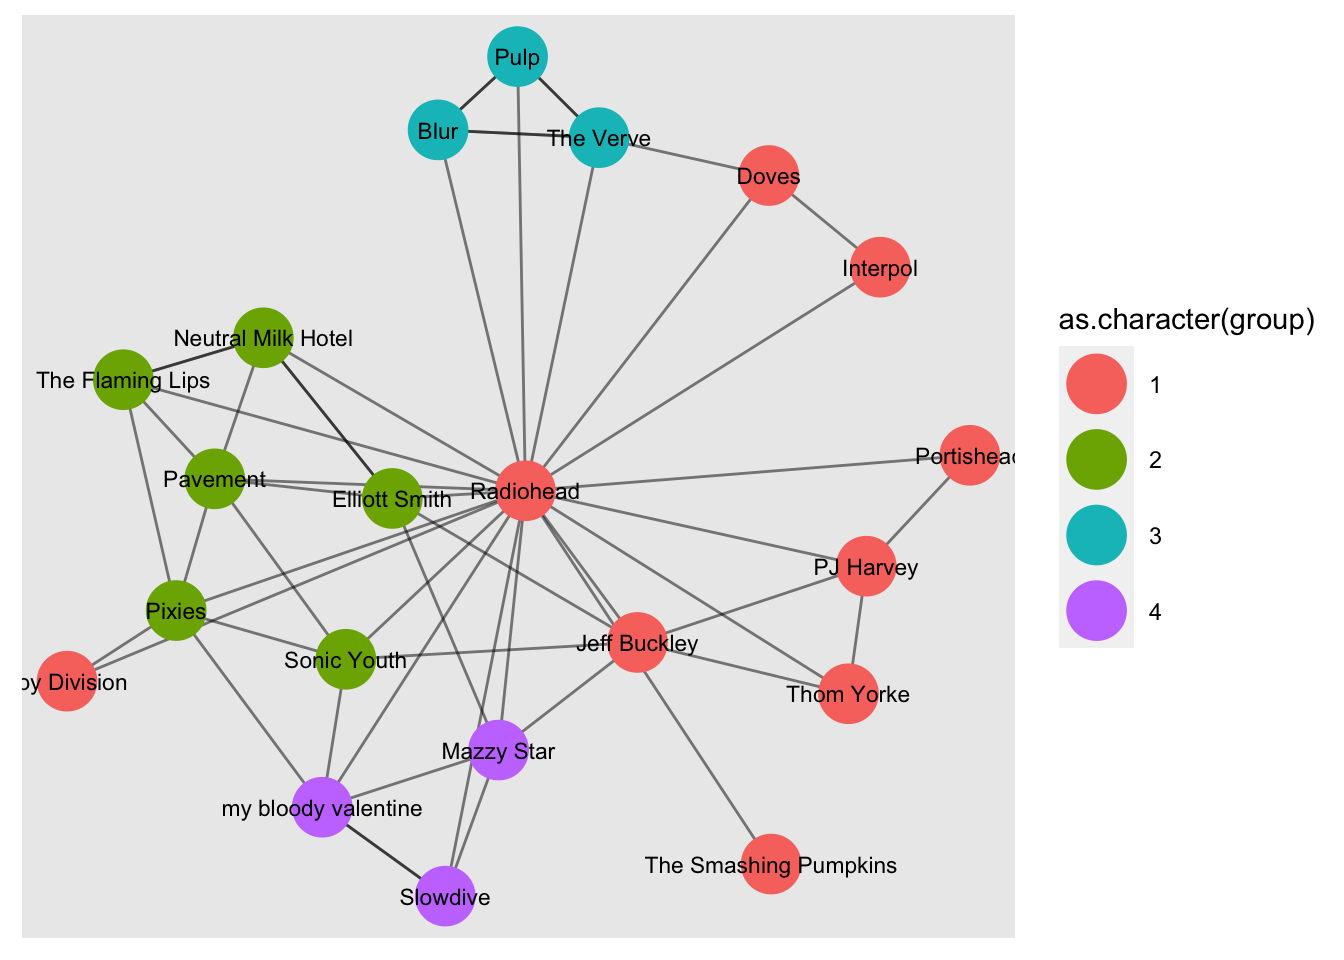 Pulp
Blur
The Verve
Doves
Interpol
Neutral Milk Hotel
The Flaming Lips
Portishead
Pavement
Elliott Smith
Radiohead
PJ Harvey
Pixies
Jeff Buckley
Sonic Youth
oy Division
Thom Yorke
Mazzy Star
my bloody valentine
The Smashing Pumpkins
Slowdive
as.character(group)
1
2
3
4